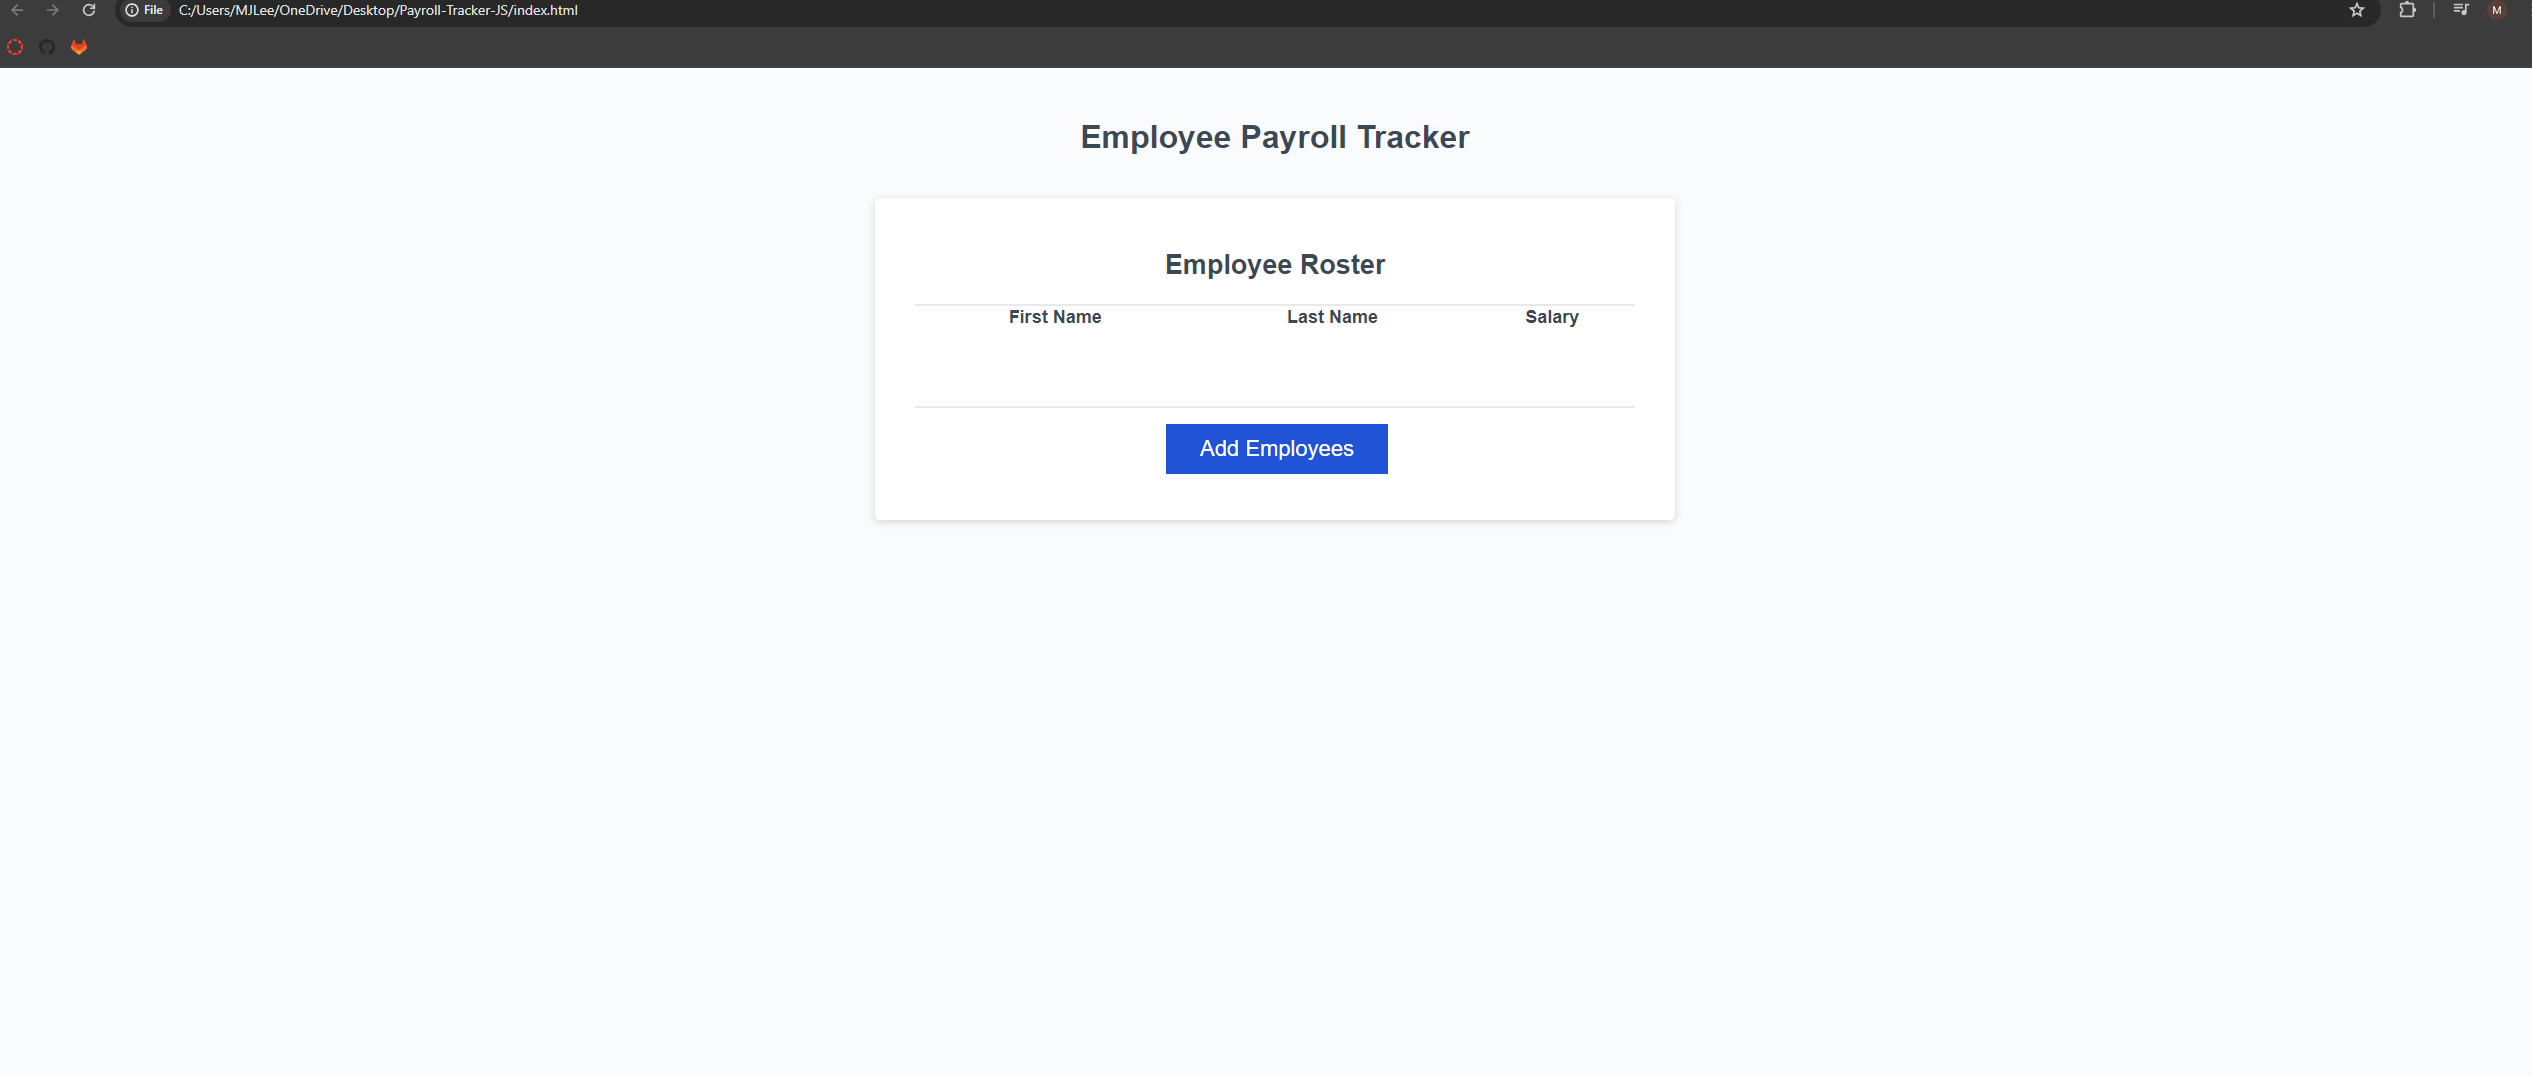 File C:/Users/MJLee/OneDrive/Desktop/Payroll-Tracker-JS/index.html
M
Employee Payroll Tracker
Employee Roster
First Name Last Name Salary
Add Employees